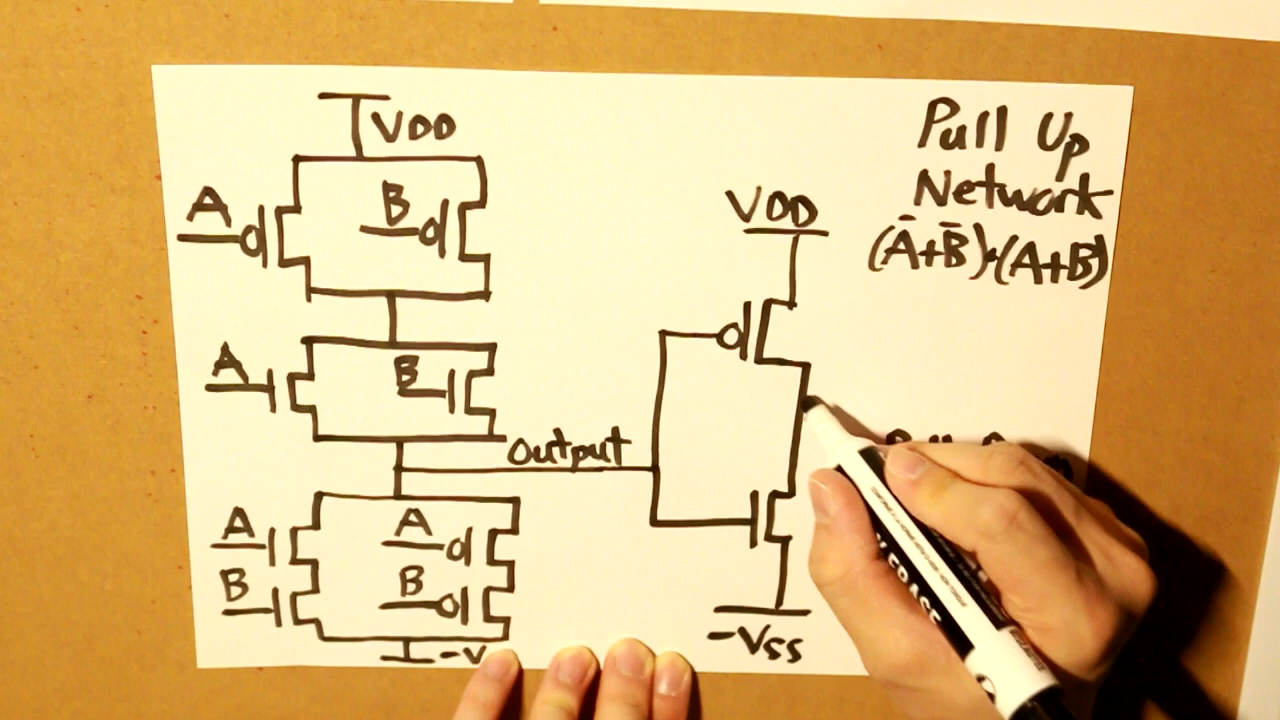 VDD
A
B
A
B
Output
A
A
B
B
-V
VDD
-Vss
Pull Up
Network
(Ā+B̄)·(A+B)